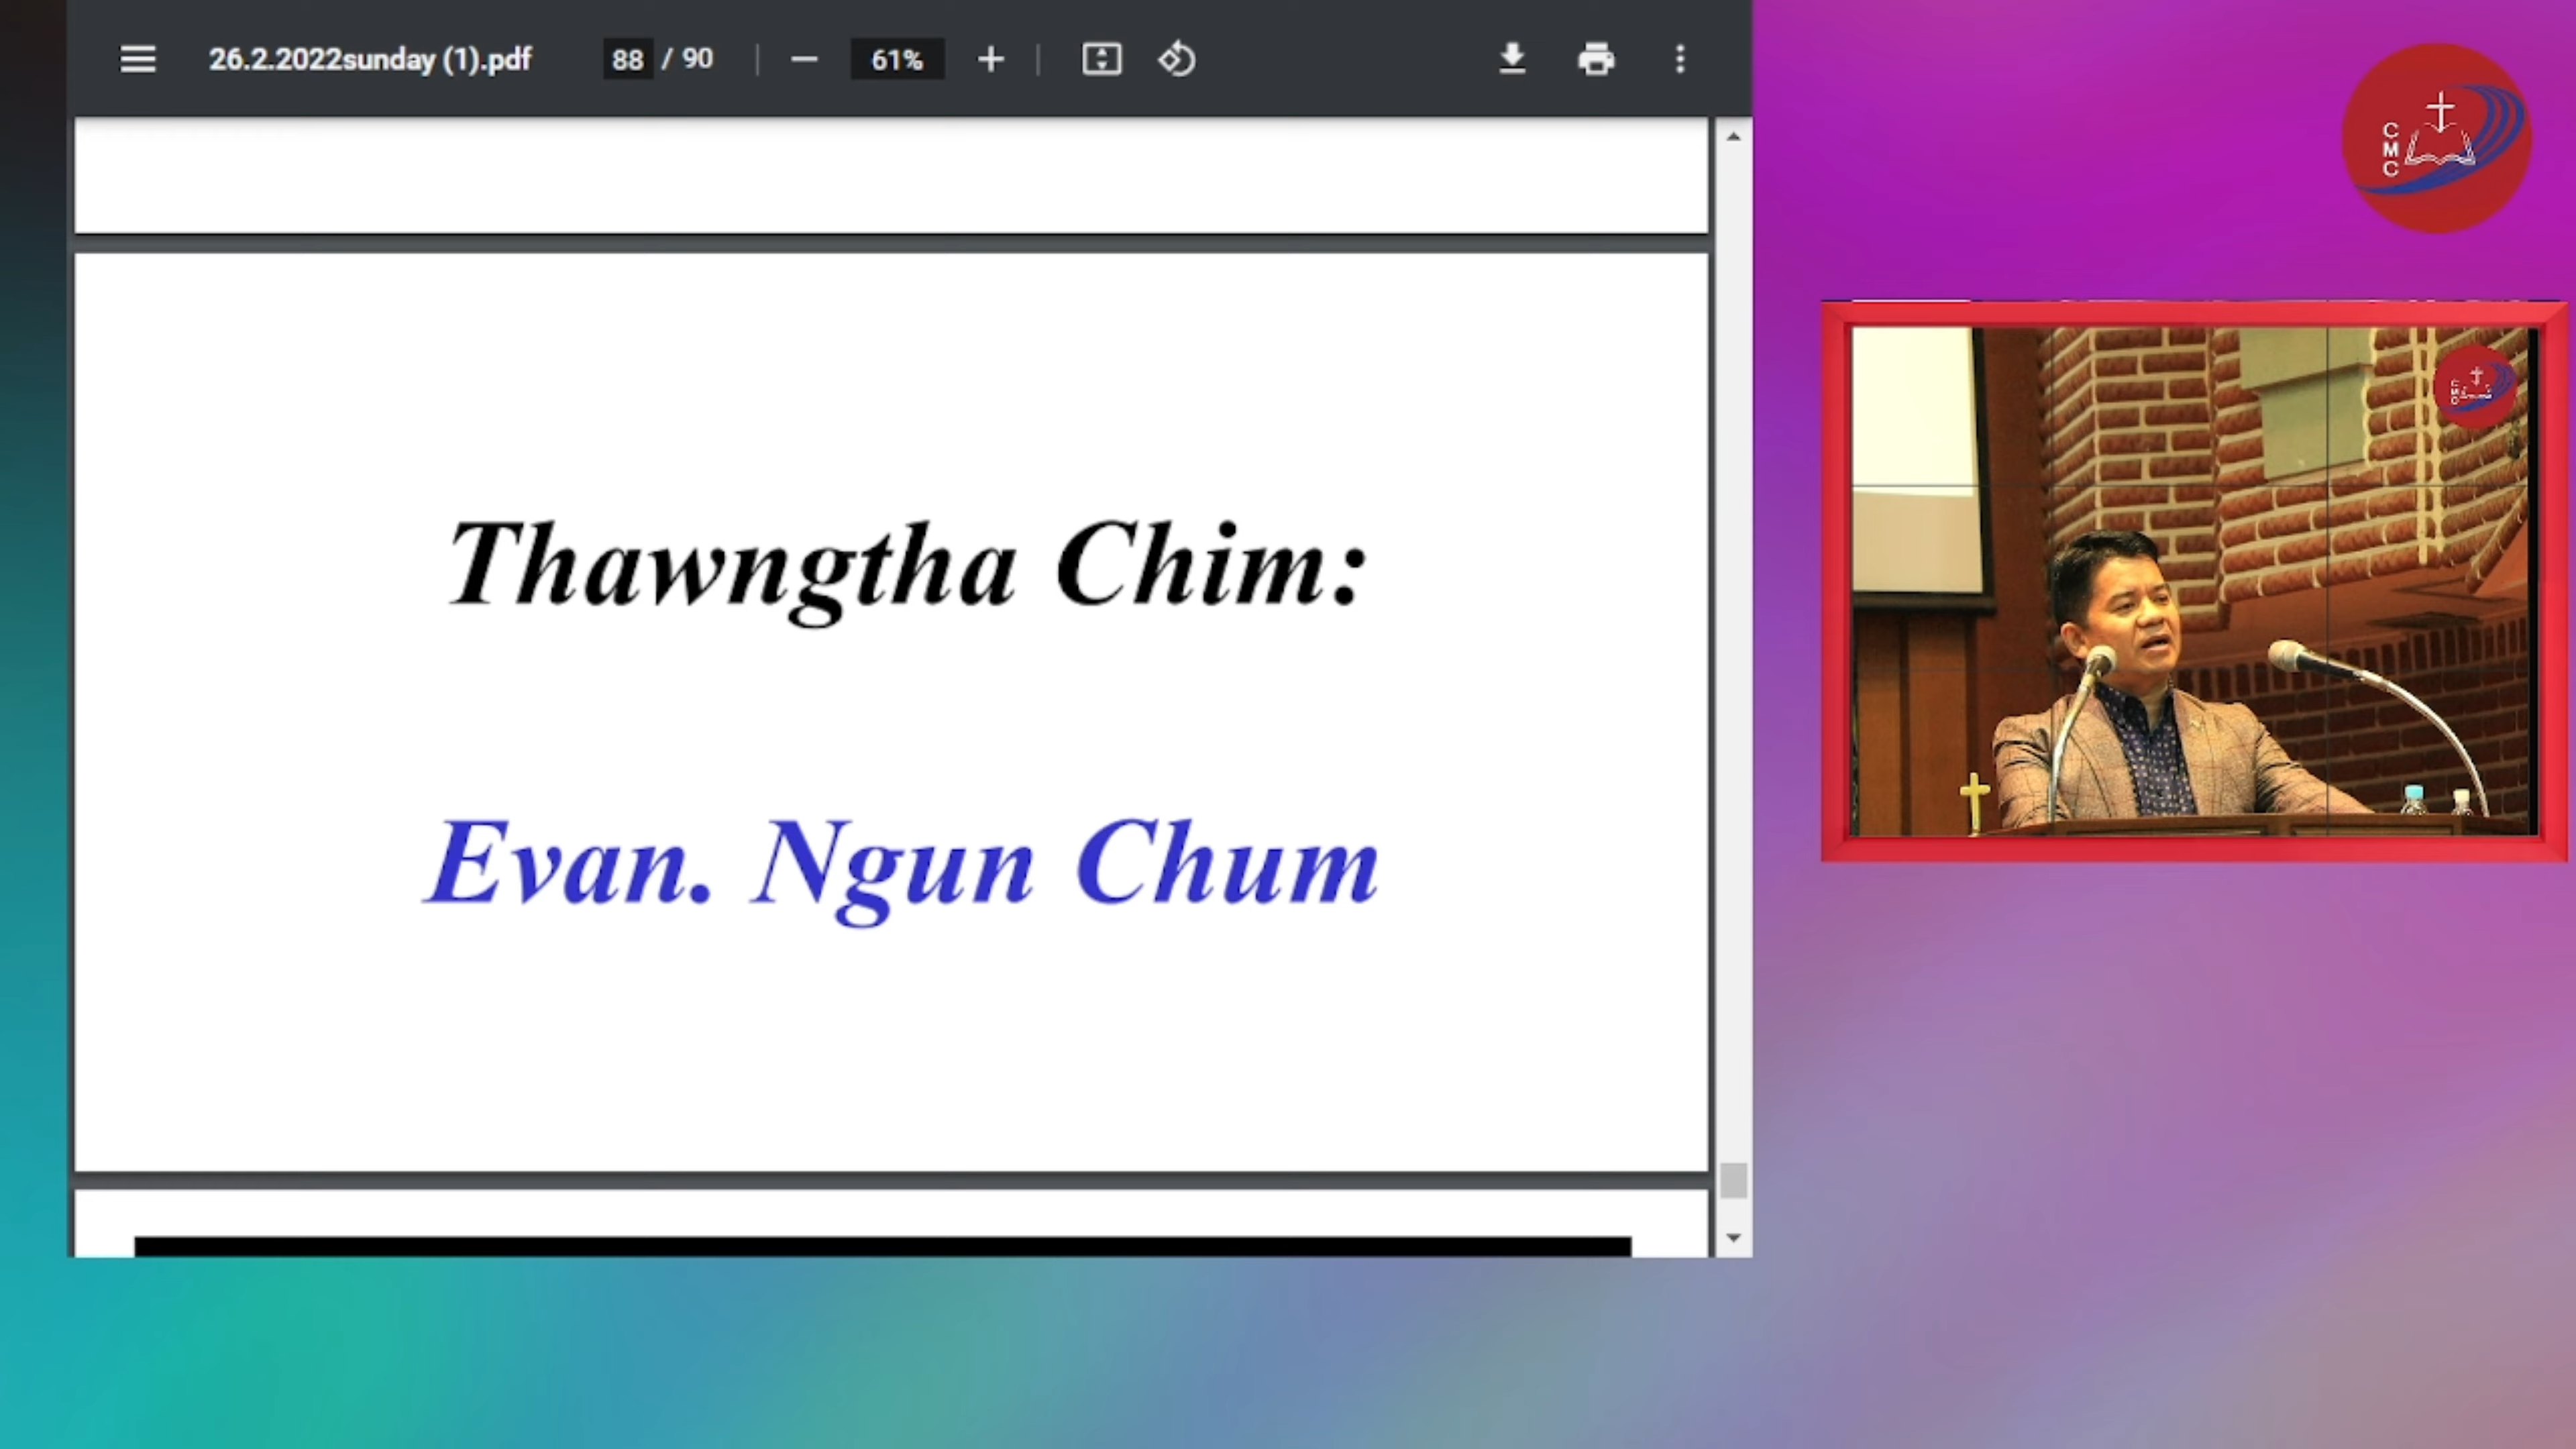 26.2.2022sunday (1).pdf
88 / 90
61%
Thawngtha Chim:
Evan. Ngun Chum
CMC